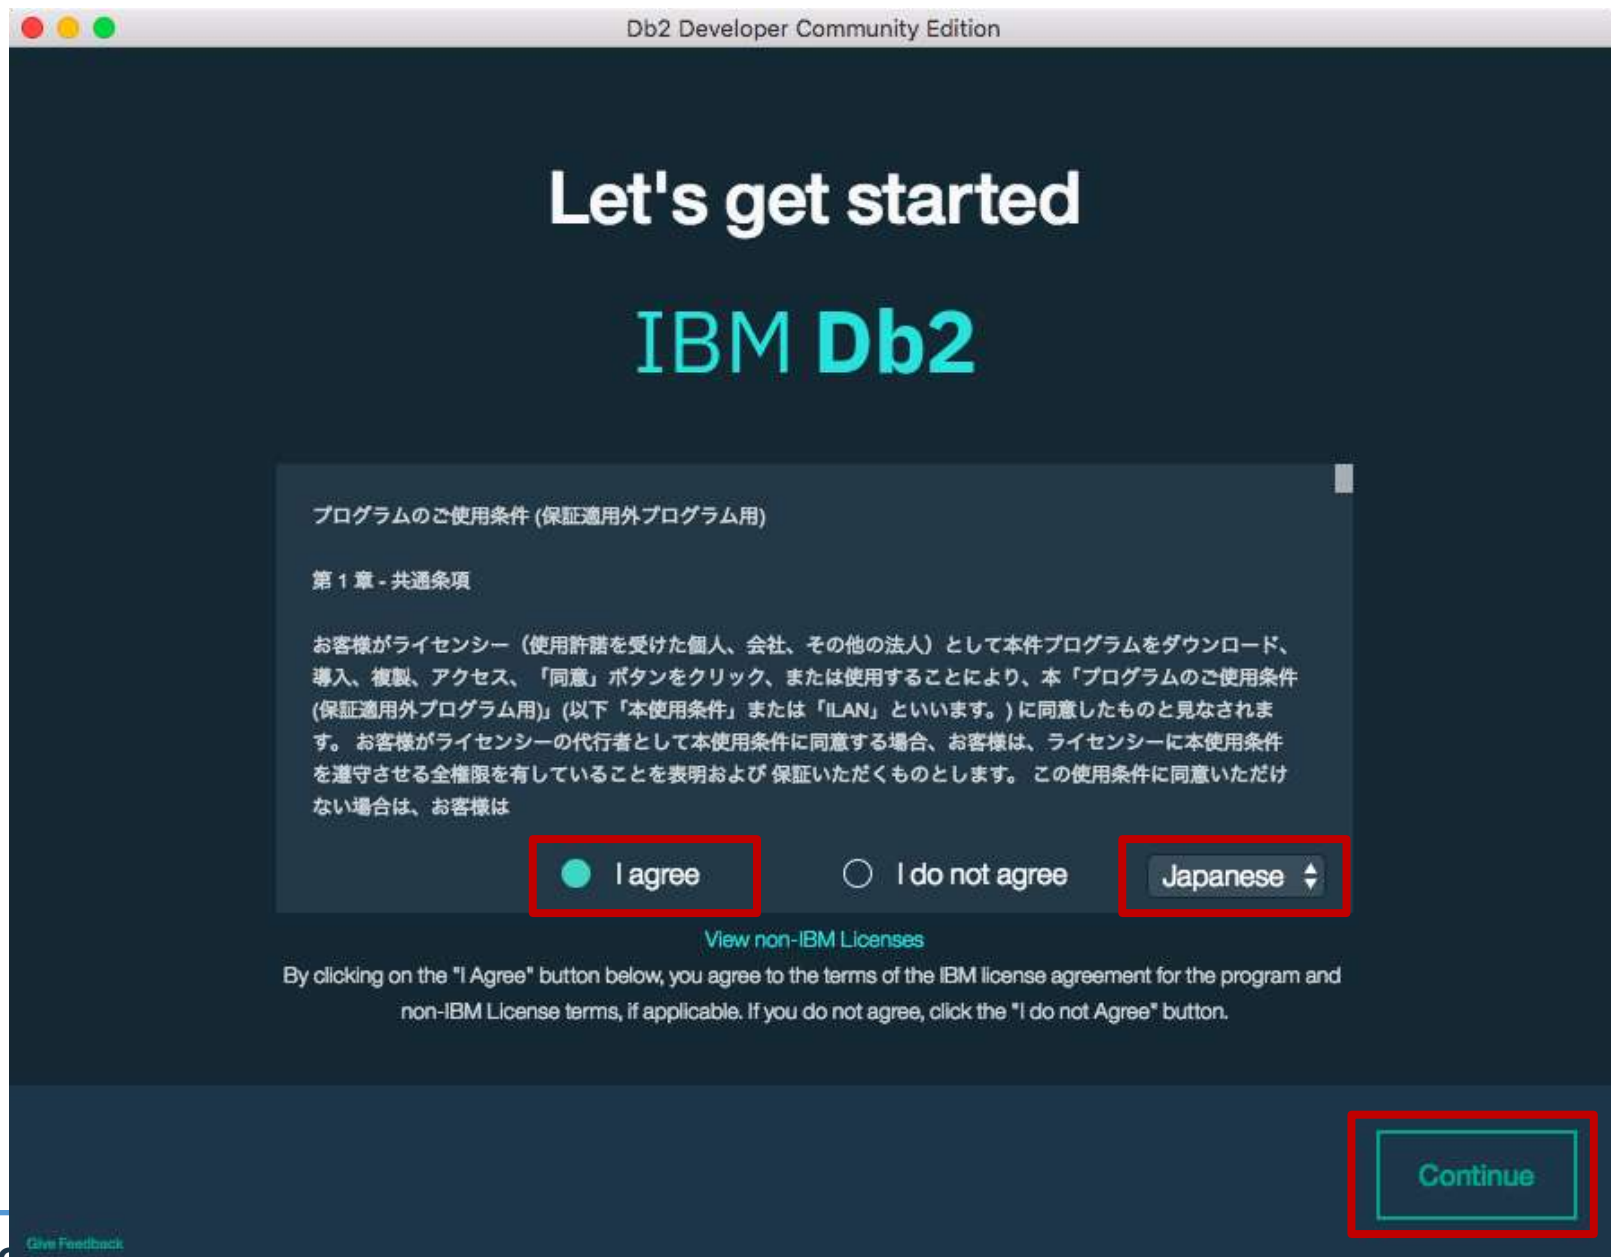 Db2 Developer Community Edition
Let's get started
IBM Db2
プログラムのご使用条件 (保証適用外プログラム用)
第 1 章 - 共通条項
お客様がライセンシー（使用許諾を受けた個人、会社、その他の法人）として本件プログラムをダウンロード、
導入、複製、アクセス、「同意」ボタンをクリック、または使用することにより、本「プログラムのご使用条件
(保証適用外プログラム用)」(以下「本使用条件」または「ILAN」といいます。) に同意したものと見なされま
す。 お客様がライセンシーの代行者として本使用条件に同意する場合、お客様は、ライセンシーに本使用条件
を遵守させる全権限を有していることを表明および 保証いただくものとします。 この使用条件に同意いただけ
ない場合は、お客様は
I agree
I do not agree
Japanese
View non-IBM Licenses
By clicking on the "I Agree" button below, you agree to the terms of the IBM license agreement for the program and
non-IBM License terms, if applicable. If you do not agree, click the "I do not Agree" button.
Continue
Give Feedback